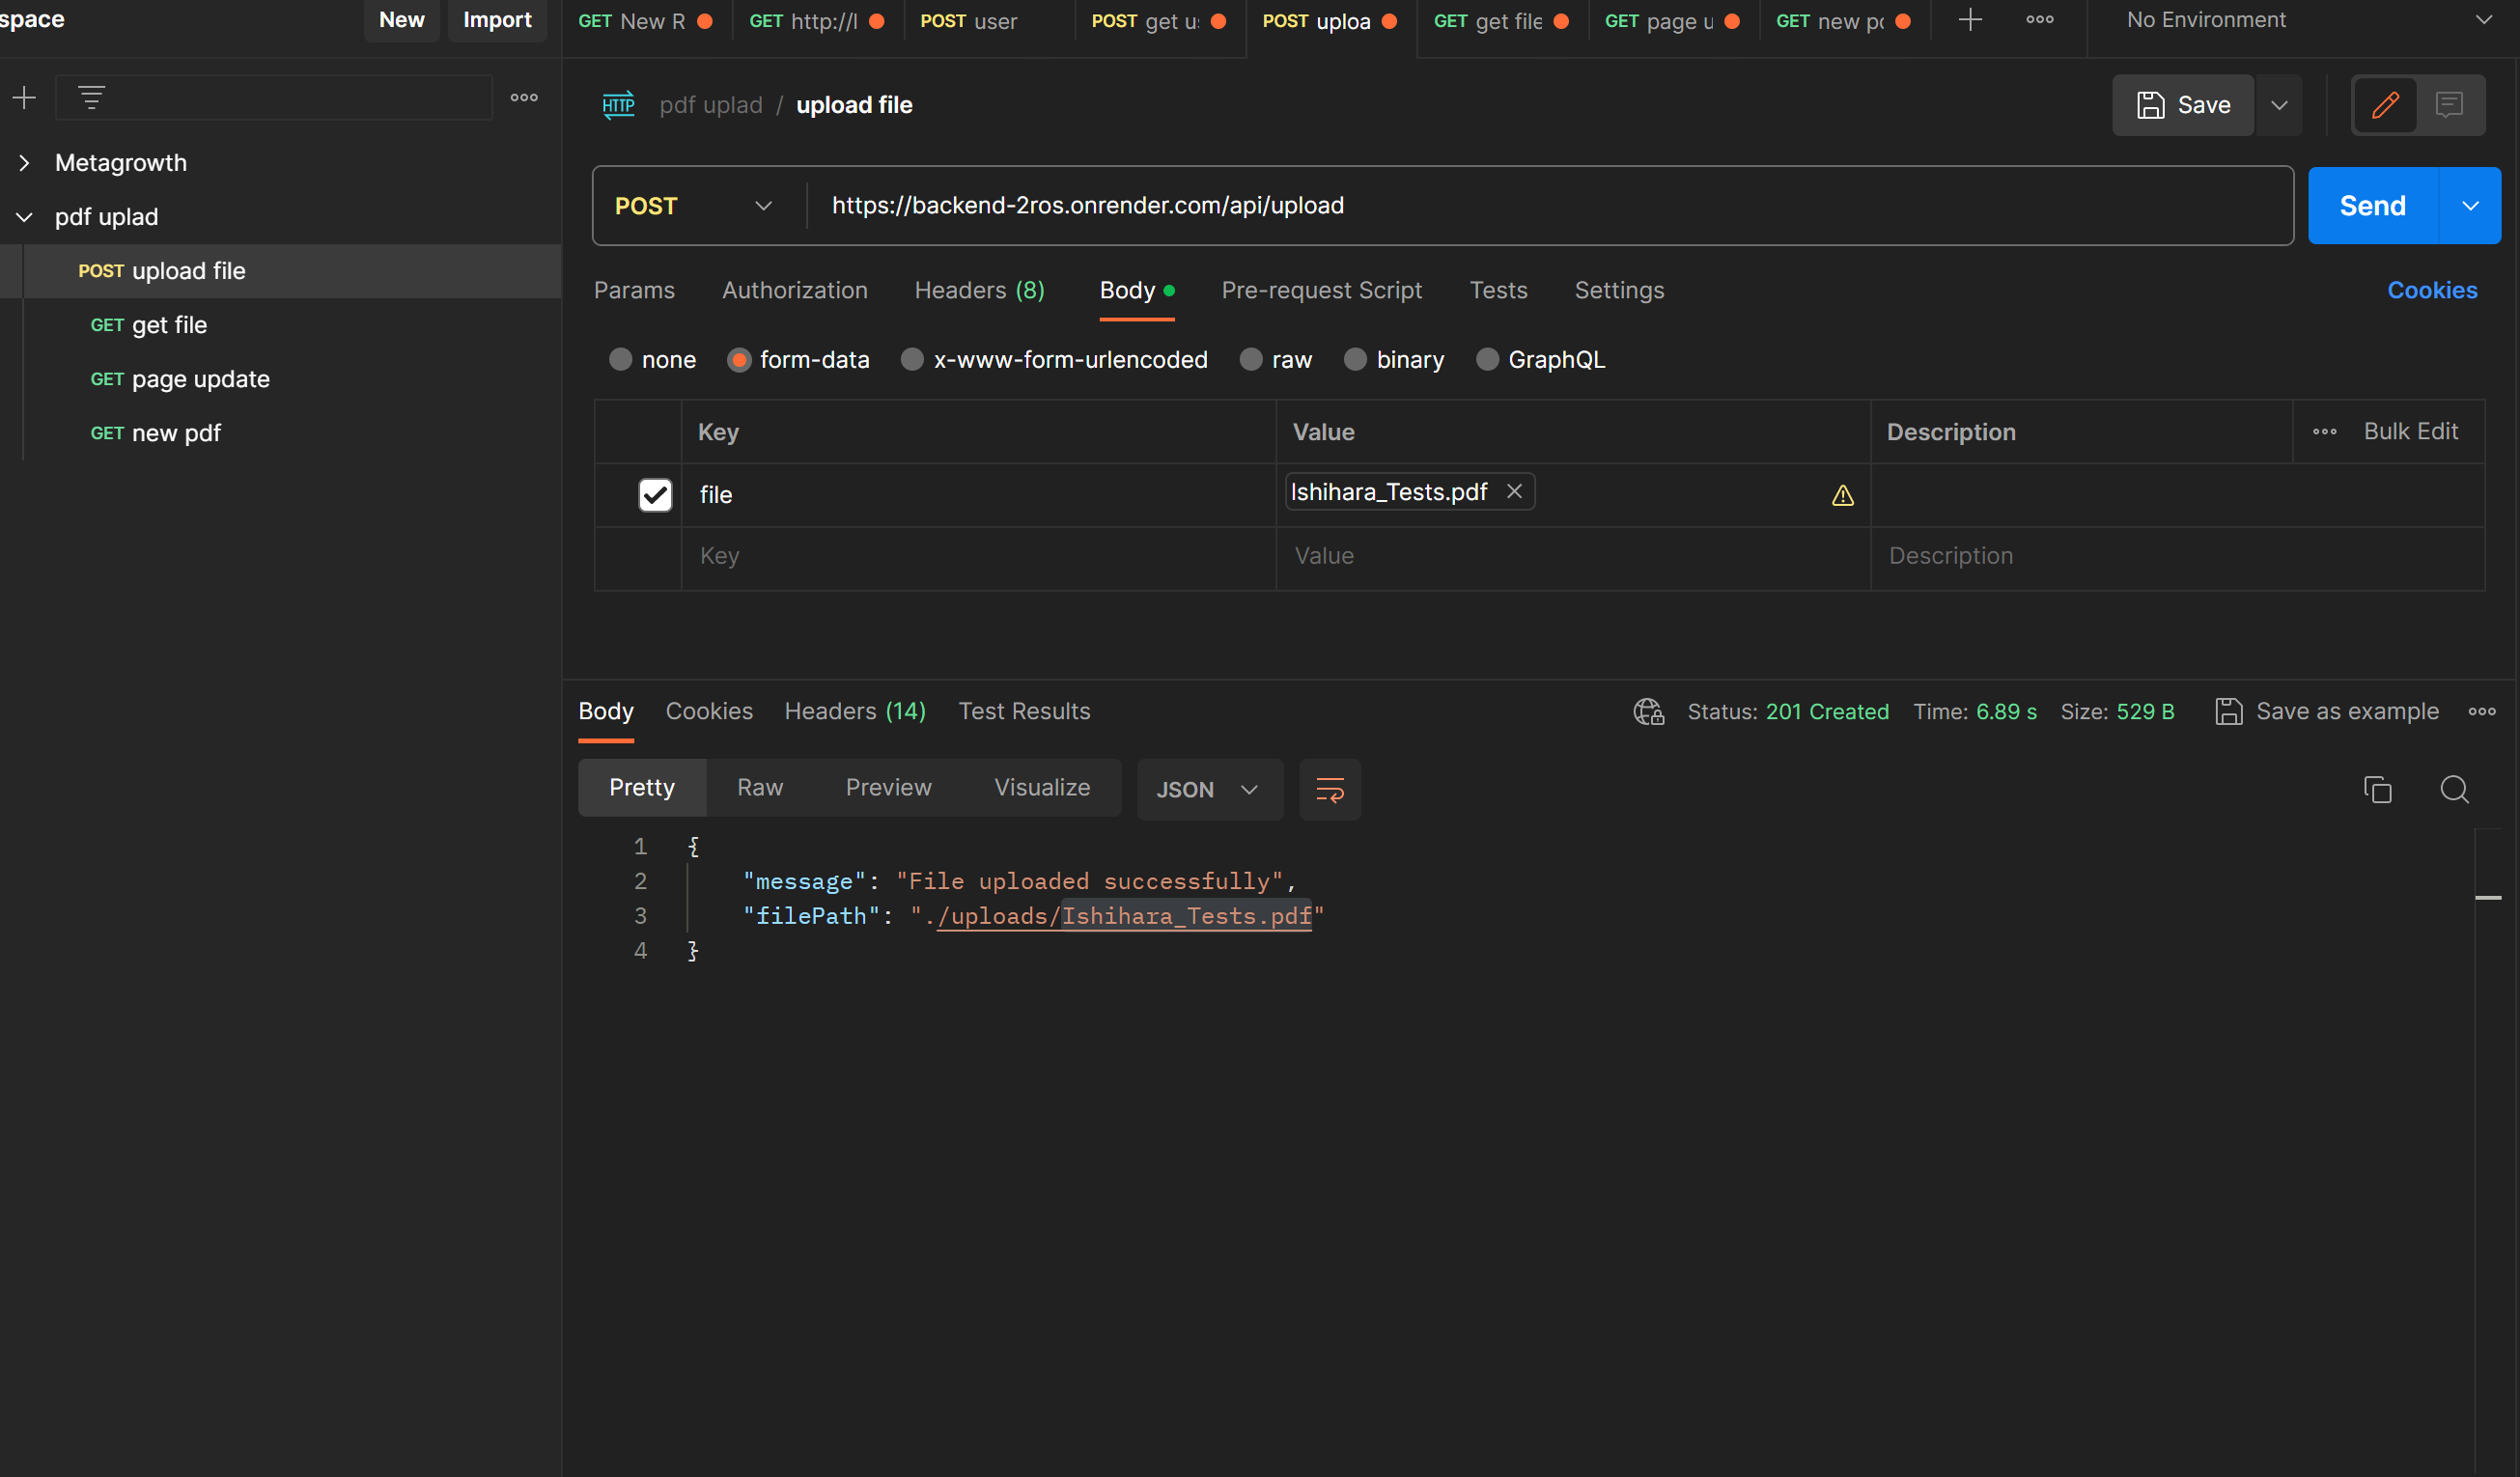 space New Import GET New R GET http://l POST user POST get u POST uploa GET get file GET page u GET new p No Environment
HTTP pdf uplad / upload file Save
Metagrowth
pdf uplad
POST upload file
GET get file
GET page update
GET new pdf
POST https://backend-2ros.onrender.com/api/upload Send
Params Authorization Headers (8) Body Pre-request Script Tests Settings Cookies
none form-data x-www-form-urlencoded raw binary GraphQL
Key Value Description Bulk Edit
file Ishihara_Tests.pdf
Key Value Description
Body Cookies Headers (14) Test Results Status: 201 Created Time: 6.89 s Size: 529 B Save as example
Pretty Raw Preview Visualize JSON
1 {
2 "message": "File uploaded successfully",
3 "filePath": "./uploads/Ishihara_Tests.pdf"
4 }